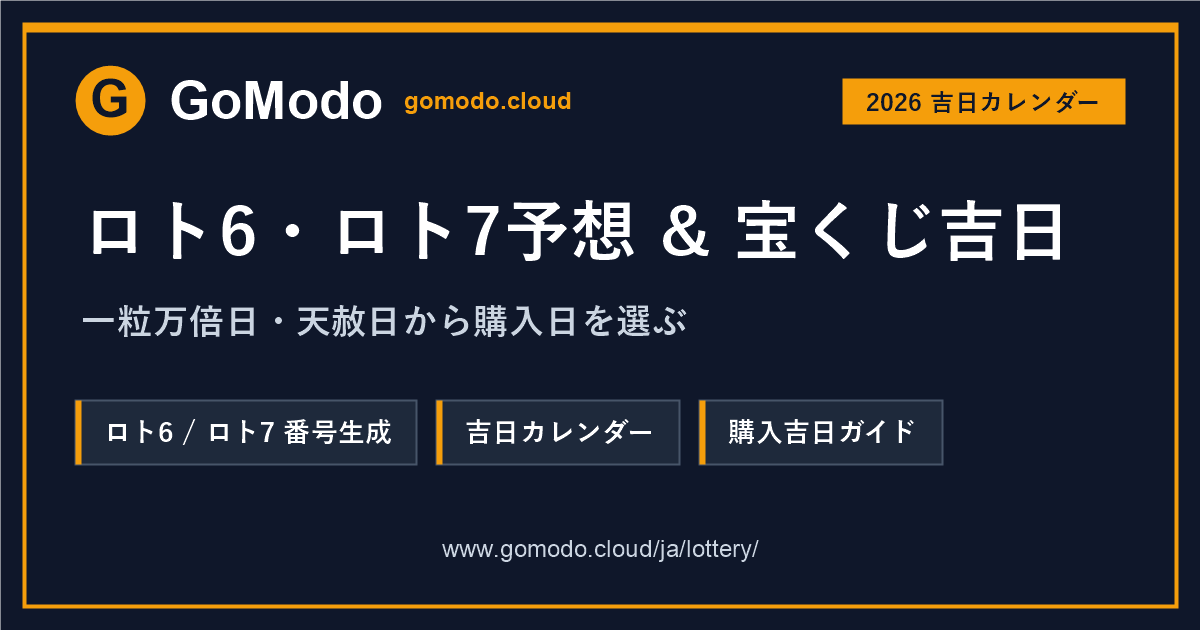 G GoModo gomodo.cloud
2026 吉日カレンダー
ロト6・ロト7予想 & 宝くじ吉日
一粒万倍日・天赦日から購入日を選ぶ
ロト6 / ロト7 番号生成
吉日カレンダー
購入吉日ガイド
www.gomodo.cloud/ja/lottery/